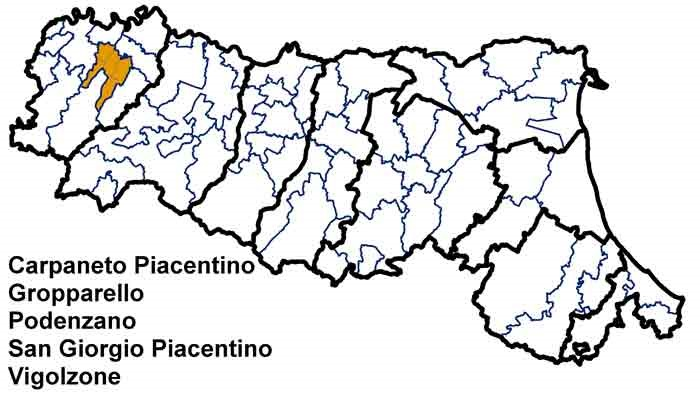 Carpaneto Piacentino
Gropparello
Podenzano
San Giorgio Piacentino
Vigolzone